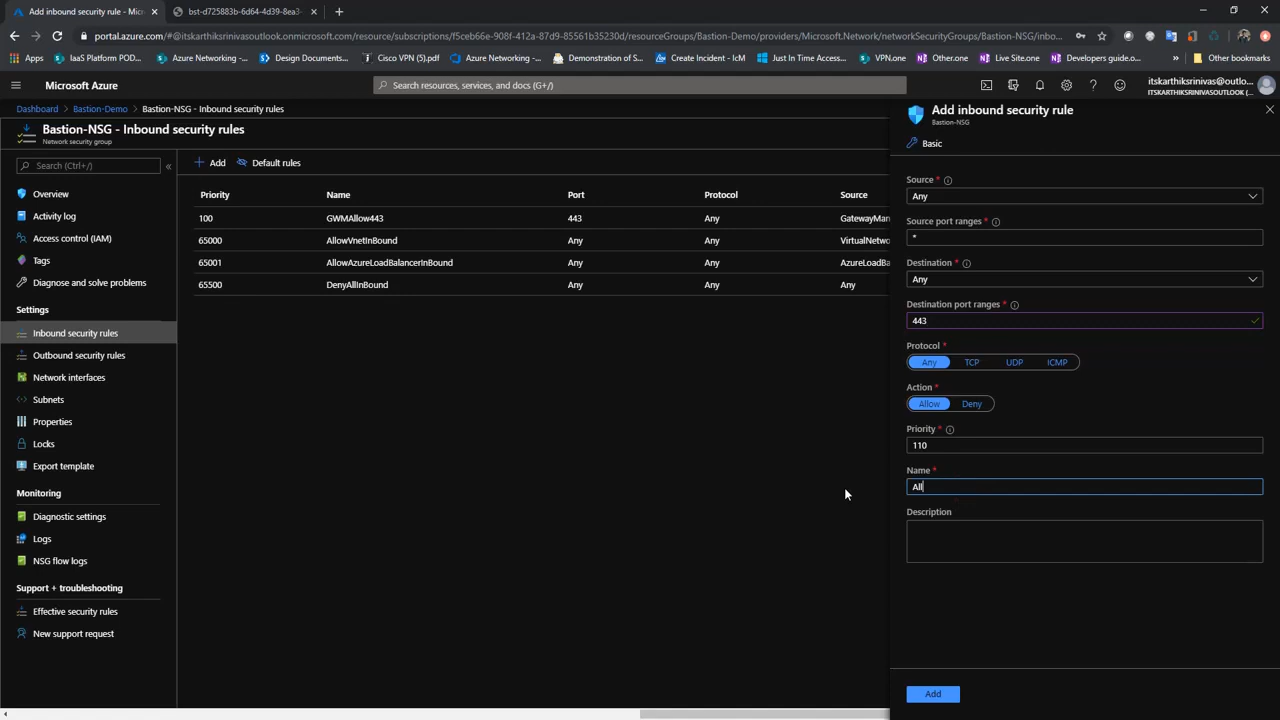 Add inbound security rule - Micr
bst-d725883b-6d64-4d39-8ea3-
portal.azure.com/@itskarthiksrinivasoutlook.onmicrosoft.com/resource/subscriptions/f5ceb66e-908f-412a-87d9-85561b35230d/resourceGroups/Bastion-Demo/providers/Microsoft.Network/networkSecurityGroups/Bastion-NSG/inbo...
Apps
IaaS Platform POD...
Azure Networking -...
Design Documents...
Cisco VPN (5).pdf
Azure Networking -...
Demonstration of S...
Create Incident - IcM
Just In Time Access...
VPN.one
Other.one
Live Site.one
Developers guide.o...
Other bookmarks
Microsoft Azure
Search resources, services, and docs (G+/)
itskarthiksrinivas@outlo...
ITSKARTHIKSRINIVASOUTLOOK (...
Dashboard
Bastion-Demo
Bastion-NSG - Inbound security rules
Bastion-NSG - Inbound security rules
Network security group
Search (Ctrl+/)
Overview
Activity log
Access control (IAM)
Tags
Diagnose and solve problems
Settings
Inbound security rules
Outbound security rules
Network interfaces
Subnets
Properties
Locks
Export template
Monitoring
Diagnostic settings
Logs
NSG flow logs
Support + troubleshooting
Effective security rules
New support request
Add
Default rules
Priority Name Port Protocol Source
100 GWMAllow443 443 Any GatewayMan
65000 AllowVnetInBound Any Any VirtualNetwo
65001 AllowAzureLoadBalancerInBound Any Any AzureLoadBa
65500 DenyAllInBound Any Any Any
Add inbound security rule
Bastion-NSG
Basic
Source *
Any
Source port ranges *
*
Destination *
Any
Destination port ranges *
443
Protocol *
Any TCP UDP ICMP
Action *
Allow Deny
Priority *
110
Name *
All
Description
Add